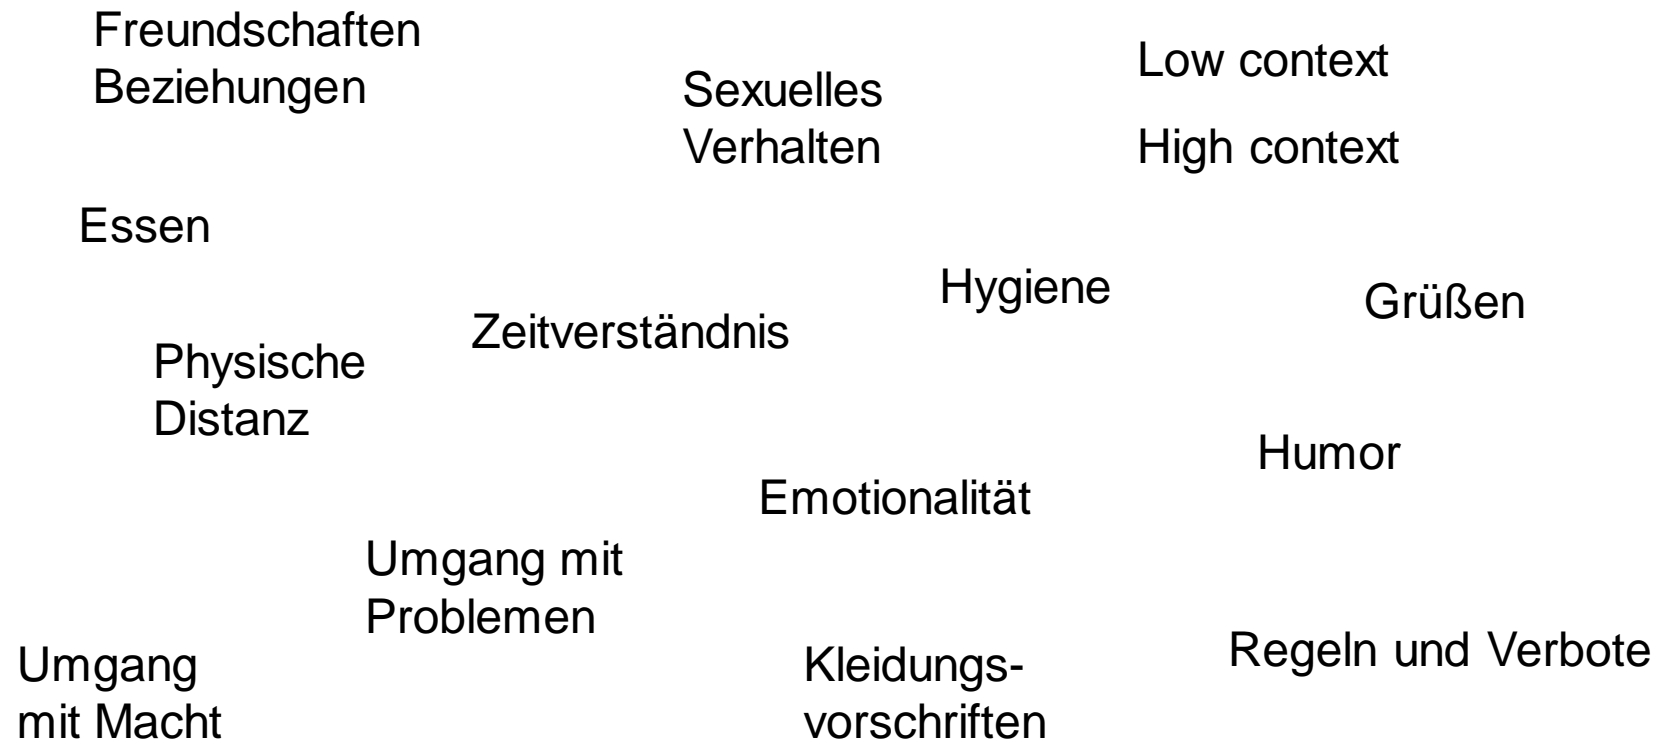 Freundschaften
Beziehungen
Sexuelles
Verhalten
Low context
High context
Essen
Hygiene
Grüßen
Zeitverständnis
Physische
Distanz
Humor
Emotionalität
Umgang mit
Problemen
Umgang
mit Macht
Kleidungs-
vorschriften
Regeln und Verbote